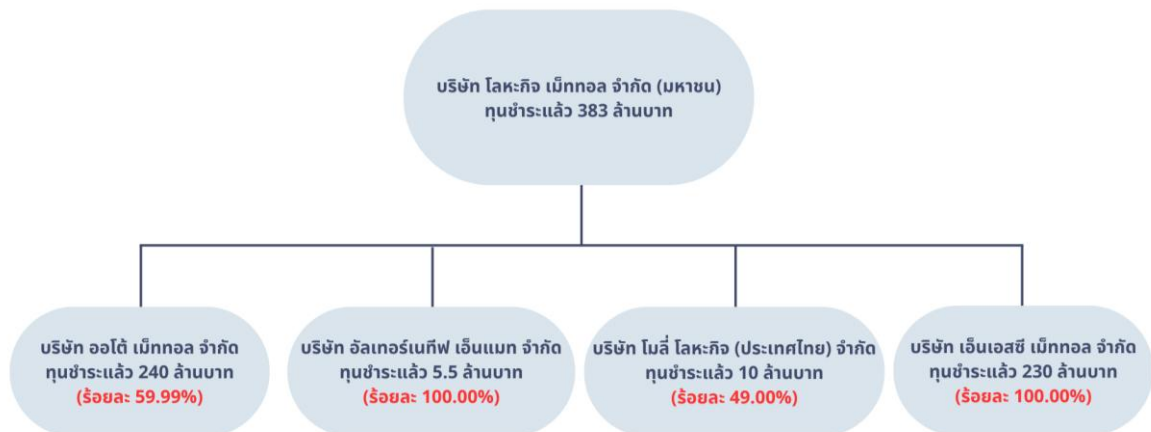 บริษัท โลหะกิจ เม็ททอล จำกัด (มหาชน)
ทุนชำระแล้ว 383 ล้านบาท
บริษัท ออโต้ เม็ททอล จำกัด
ทุนชำระแล้ว 240 ล้านบาท
(ร้อยละ 59.99%)
บริษัท อัลเทอร์เนทีฟ เอ็นแมท จำกัด
ทุนชำระแล้ว 5.5 ล้านบาท
(ร้อยละ 100.00%)
บริษัท โมลี่ โลหะกิจ (ประเทศไทย) จำกัด
ทุนชำระแล้ว 10 ล้านบาท
(ร้อยละ 49.00%)
บริษัท เอ็นเอสซี เม็ททอล จำกัด
ทุนชำระแล้ว 230 ล้านบาท
(ร้อยละ 100.00%)